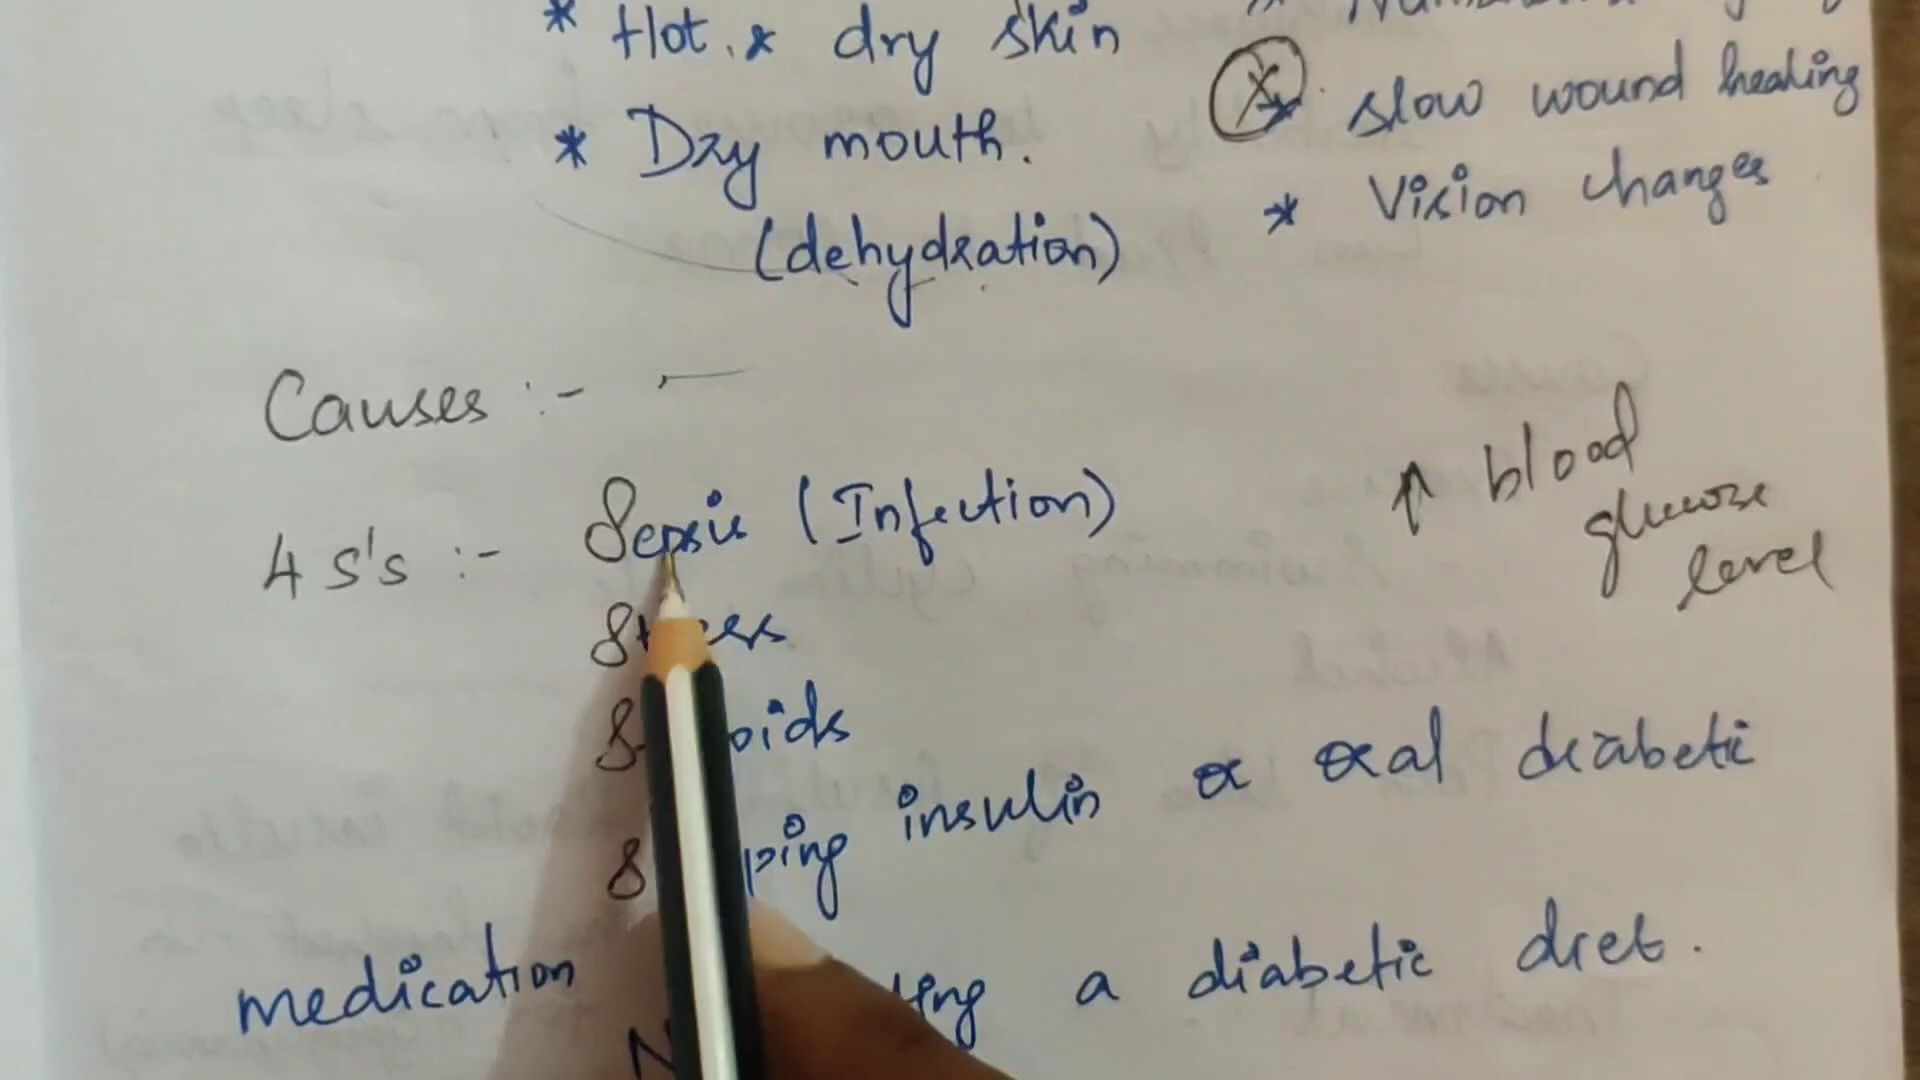 * Hot * dry skin
* Dry mouth.
(dehydration)
* slow wound healing
* Vision changes
Causes :-
4 S's :- Sepsis (Infection)
↑ blood
glucose
level
insulin or oral diabetic
medication
a diabetic diet.